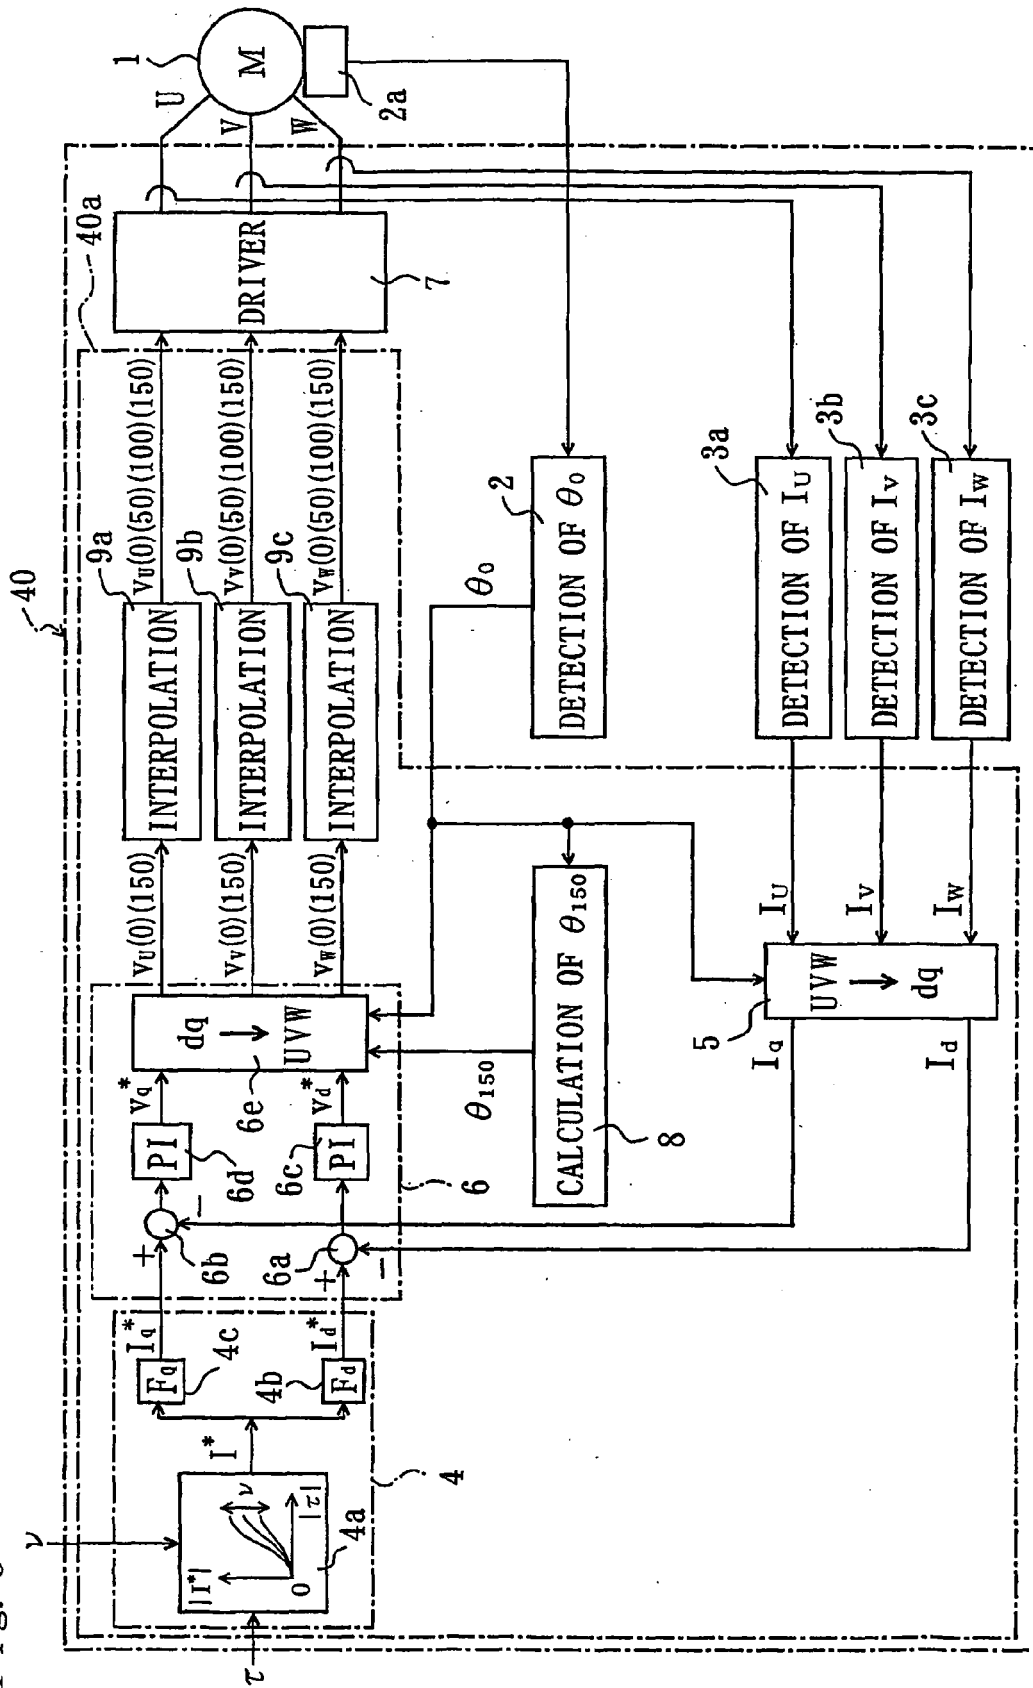 Fig. 6
40
40a
τ
ν
|I*|
ν
0
|τ|
4a
4
I*
Fq
4c
Fd
4b
Iq*
Id*
+
−
6b
+
−
6a
PI
6d
PI
6c
6
Vq*
Vd*
dq
UVW
6e
VU(0)(150)
VV(0)(150)
VW(0)(150)
INTERPOLATION
9a
INTERPOLATION
9b
INTERPOLATION
9c
VU(0)(50)(100)(150)
VV(0)(50)(100)(150)
VW(0)(50)(100)(150)
DRIVER
7
U
V
W
M
1
2a
θ150
CALCULATION OF θ150
8
θ0
DETECTION OF θ0
2
Iq
Id
UVW
dq
5
IU
IV
IW
DETECTION OF IU
3a
DETECTION OF IV
3b
DETECTION OF IW
3c